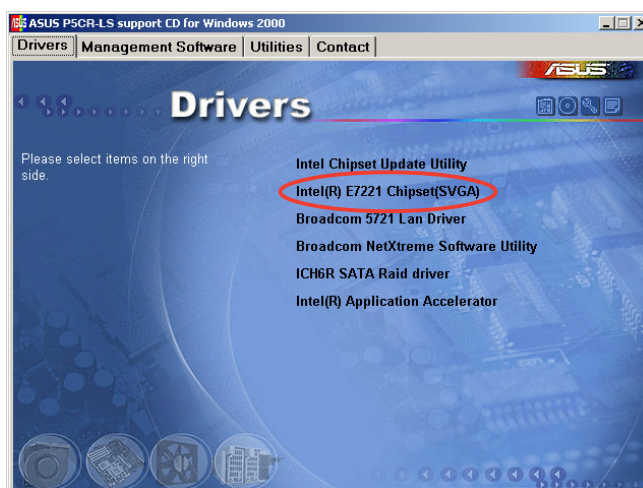 ASUS P5CR-LS support CD for Windows 2000
Drivers Management Software Utilities Contact
ASUS
Drivers
Please select items on the right
side.
Intel Chipset Update Utility
Intel(R) E7221 Chipset(SVGA)
Broadcom 5721 Lan Driver
Broadcom NetXtreme Software Utility
ICH6R SATA Raid driver
Intel(R) Application Accelerator